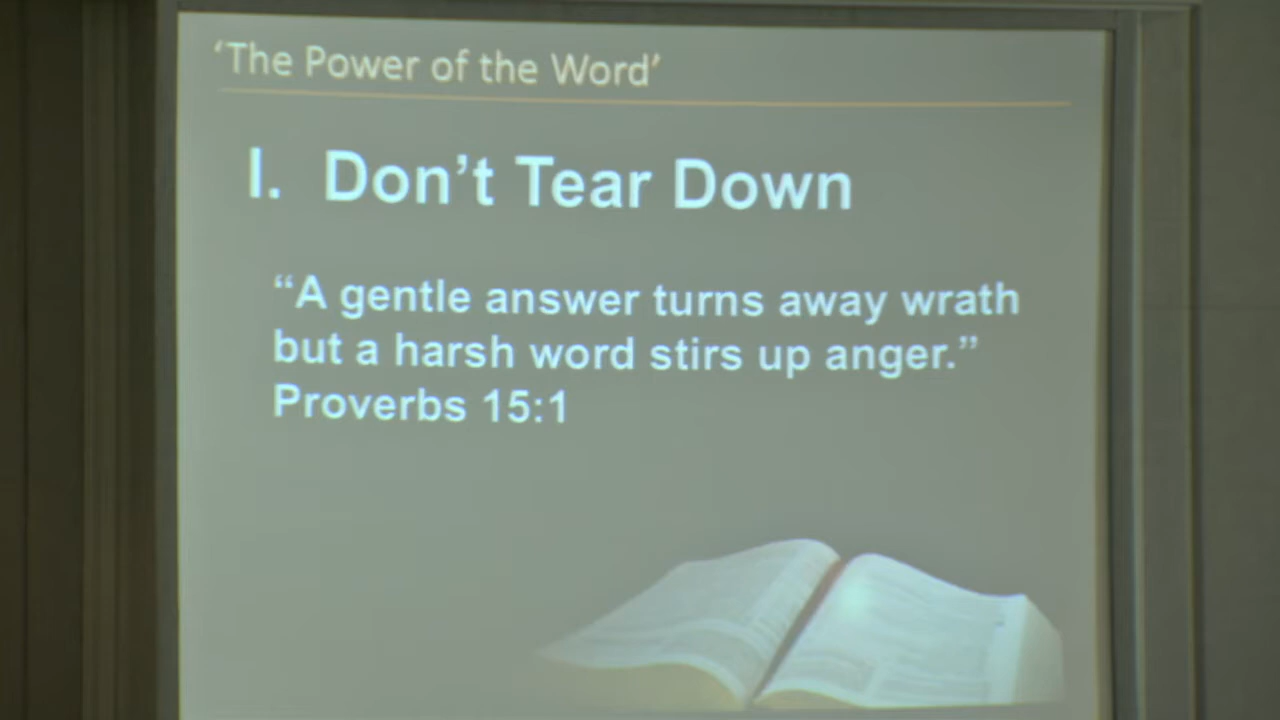 ‘The Power of the Word’
I. Don’t Tear Down
“A gentle answer turns away wrath
but a harsh word stirs up anger.”
Proverbs 15:1